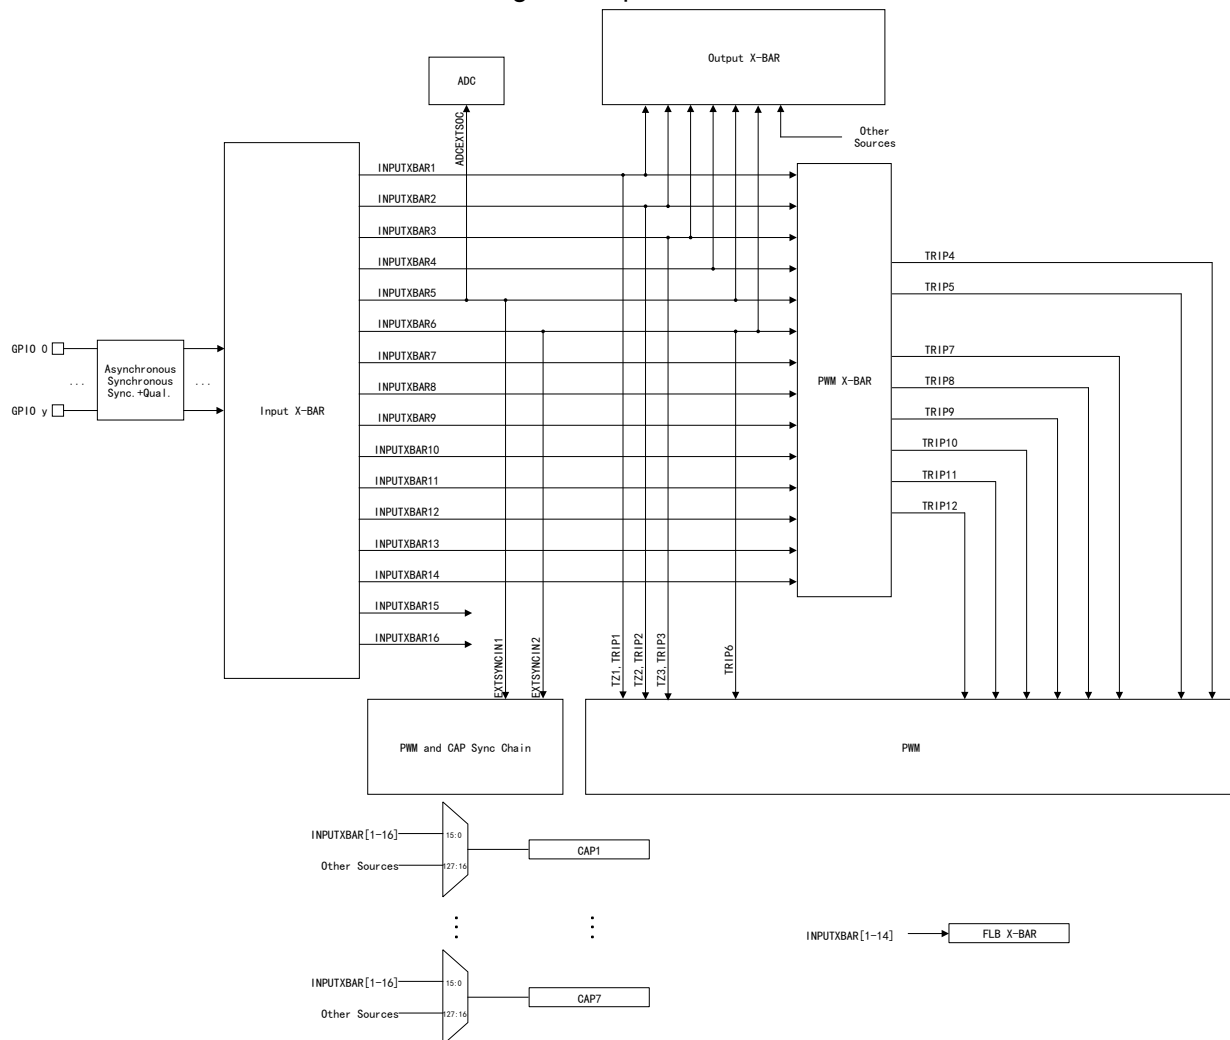 Output X-BAR
ADC
ADCEXTSOC
Other
Sources
INPUTXBAR1
INPUTXBAR2
INPUTXBAR3
INPUTXBAR4
INPUTXBAR5
INPUTXBAR6
INPUTXBAR7
INPUTXBAR8
INPUTXBAR9
INPUTXBAR10
INPUTXBAR11
INPUTXBAR12
INPUTXBAR13
INPUTXBAR14
INPUTXBAR15
INPUTXBAR16
GPIO 0
...
GPIO y
Asynchronous
Synchronous
Sync.+Qual.
...
Input X-BAR
PWM X-BAR
TRIP4
TRIP5
TRIP7
TRIP8
TRIP9
TRIP10
TRIP11
TRIP12
EXTSYNCIN1
EXTSYNCIN2
TZ1,TRIP1
TZ2,TRIP2
TZ3,TRIP3
TRIP6
PWM and CAP Sync Chain
PWM
INPUTXBAR[1-16]
15:0
Other Sources
127:16
CAP1
INPUTXBAR[1-14]
FLB X-BAR
INPUTXBAR[1-16]
15:0
Other Sources
127:16
CAP7